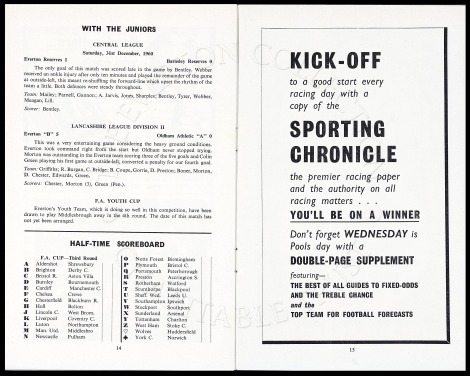 WITH THE JUNIORS
CENTRAL LEAGUE
Saturday, 31st December, 1960
Everton Reserves 1 Barnsley Reserves 0
The only goal of this match was scored late in the game by Bentley. Webber
received an ankle injury after only ten minutes and played the remainder of the game
at outside-left, this meant re-shuffling the forward-line which upset the rhythm of the
team a little. Both defences were steady throughout.
Team: Mailey; Parnell, Gannon; A. Jarvis, Jones, Sharples; Bentley, Tyrer, Webber,
Meagan, Lill.
Scorer: Bentley.
LANCASHIRE LEAGUE DIVISION II
Everton "B" 5 Oldham Athletic "A" 0
This was a very entertaining game considering the heavy ground conditions.
Everton took command right from the start but Oldham never stopped trying.
Morton was outstanding in the Everton team scoring three of the five goals and Colin
Green playing his first game at outside-left, converted a penalty for our fourth goal.
Team: Griffiths; R. Burgan, C. Bridge; B. Coups, Gorrie, D. Proctor; Boner, Morton,
D. Chester, Edwards, Green.
Scorers: Chester, Morton (3), Green (Pen.).
F.A. YOUTH CUP
Everton's Youth Team, which is doing so well in this competition, have been
drawn to play Middlesbrough away in the 4th round. The date of this match has
not yet been arranged.
HALF-TIME SCOREBOARD
F.A. CUP—Third Round
A Aldershot Shrewsbury
B Brighton Derby C.
C Bristol R. Aston Villa
D Burnley Bournemouth
E Cardiff Manchester C.
F Chelsea Crewe
G Chesterfield Blackburn R.
H Hull Bolton
J Lincoln C. West Brom.
K Liverpool Coventry C.
L Luton Northampton
M Man. Utd. Middlesbro
N Newcastle Fulham
O Notts Forest Birmingham
P Plymouth Bristol C.
Q Portsmouth Peterborough
R Preston Accrington S.
S Rotherham Watford
T Scunthorpe Blackpool
U Sheff. Wed. Leeds U.
V Southampton Ipswich
W Stockport Southport
X Sunderland Arsenal
Y Tottenham Charlton
Z West Ham Stoke C.
Wolves Huddersfield
York C. Norwich
14
KICK-OFF
to a good start every
racing day with a
copy of the
SPORTING
CHRONICLE
the premier racing paper
and the authority on all
racing matters . . .
YOU'LL BE ON A WINNER
Don't forget WEDNESDAY is
Pools day with a
DOUBLE-PAGE SUPPLEMENT
featuring—
THE BEST OF ALL GUIDES TO FIXED-ODDS
AND THE TREBLE CHANCE
and the
TOP TEAM FOR FOOTBALL FORECASTS
15